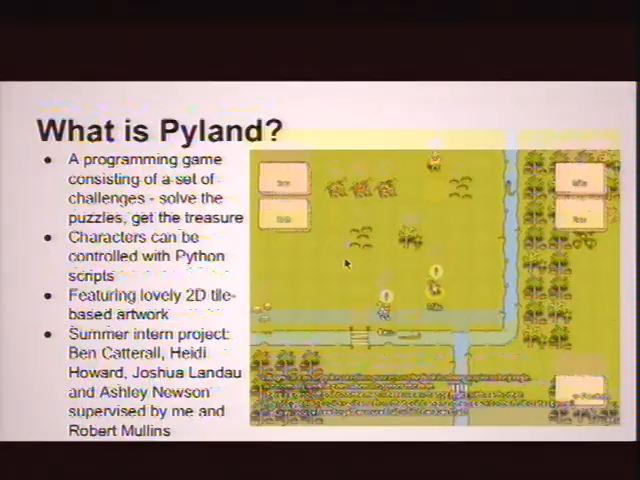 What is Pyland?
● A programming game
consisting of a set of
challenges - solve the
puzzles, get the treasure
● Characters can be
controlled with Python
scripts
● Featuring lovely 2D tile-
based artwork
● Summer intern project:
Ben Catterall, Heidi
Howard, Joshua Landau
and Ashley Newson
supervised by me and
Robert Mullins